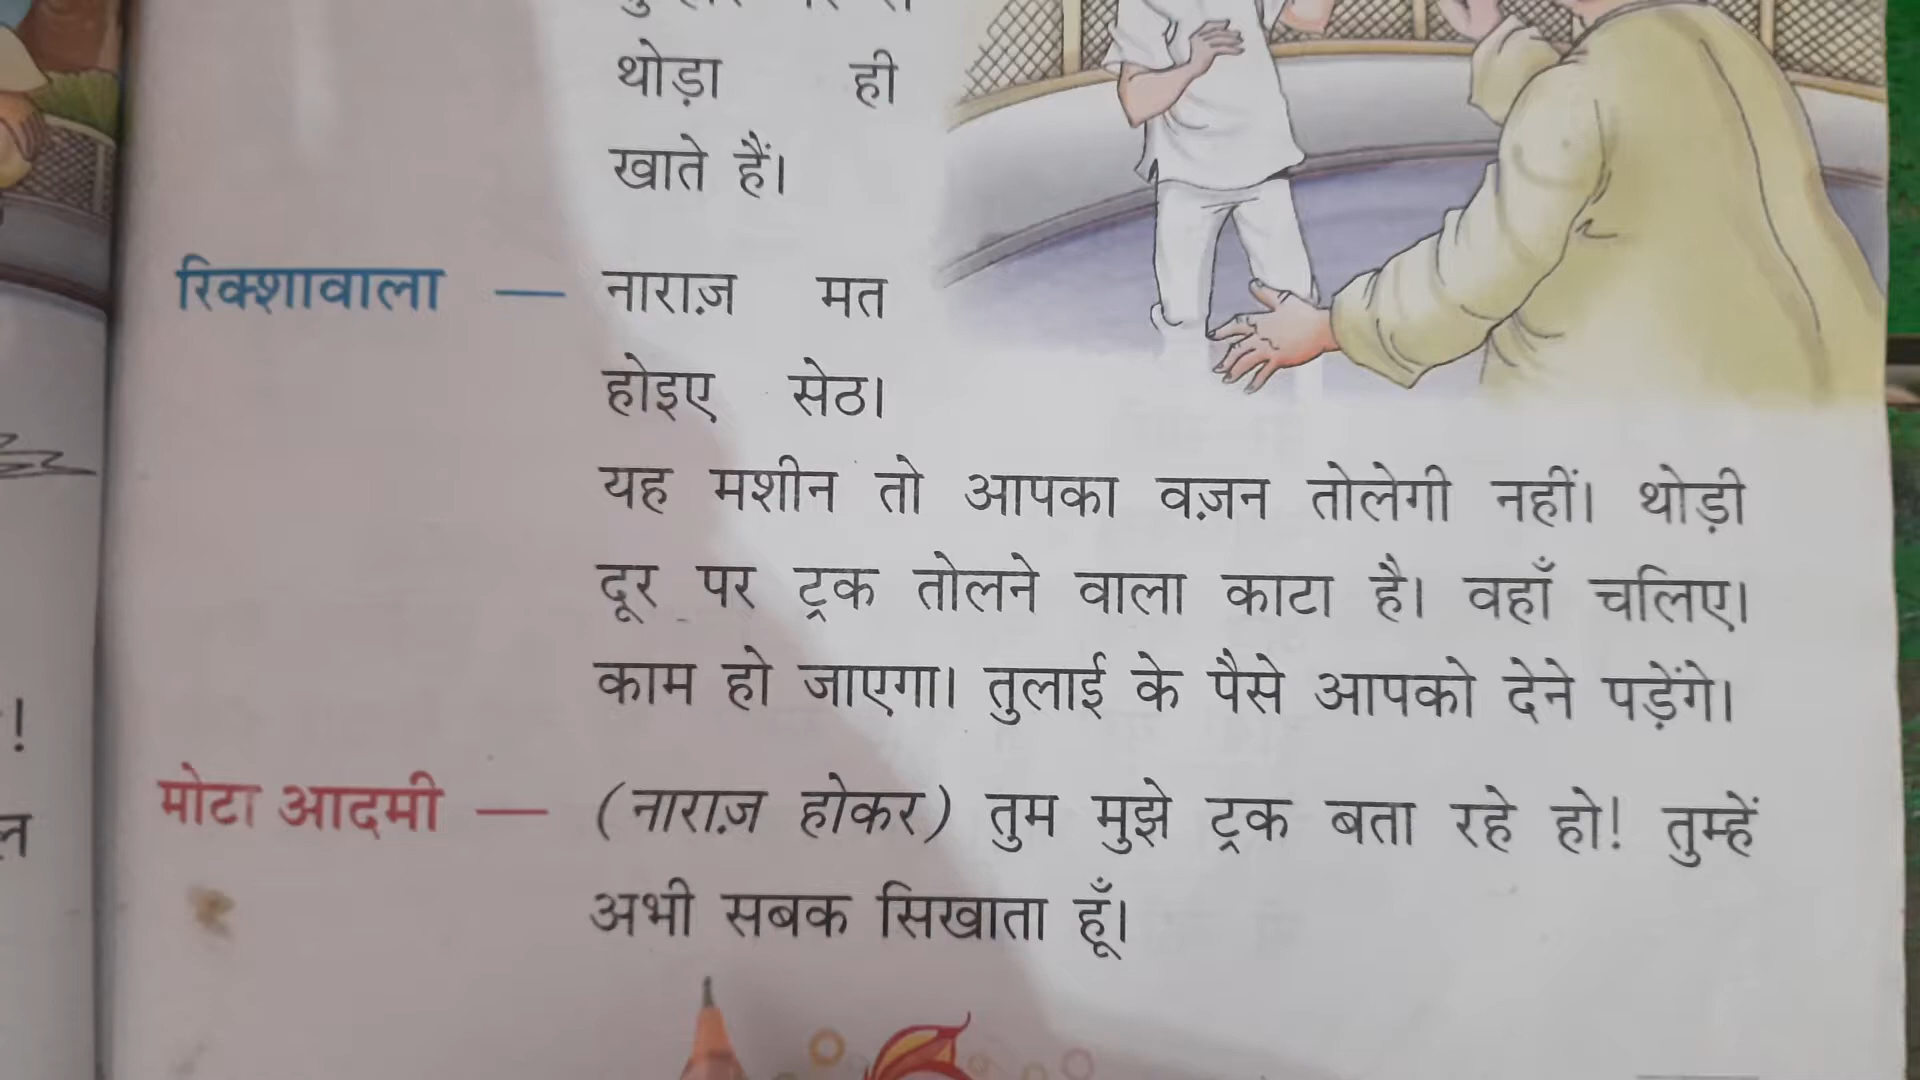 थोड़ा ही
खाते हैं।
रिक्शावाला — नाराज़ मत
होइए सेठ।
यह मशीन तो आपका वज़न तोलेगी नहीं। थोड़ी
दूर पर ट्रक तोलने वाला काटा है। वहाँ चलिए।
काम हो जाएगा। तुलाई के पैसे आपको देने पड़ेंगे।
मोटा आदमी — (नाराज़ होकर) तुम मुझे ट्रक बता रहे हो! तुम्हें
अभी सबक सिखाता हूँ।